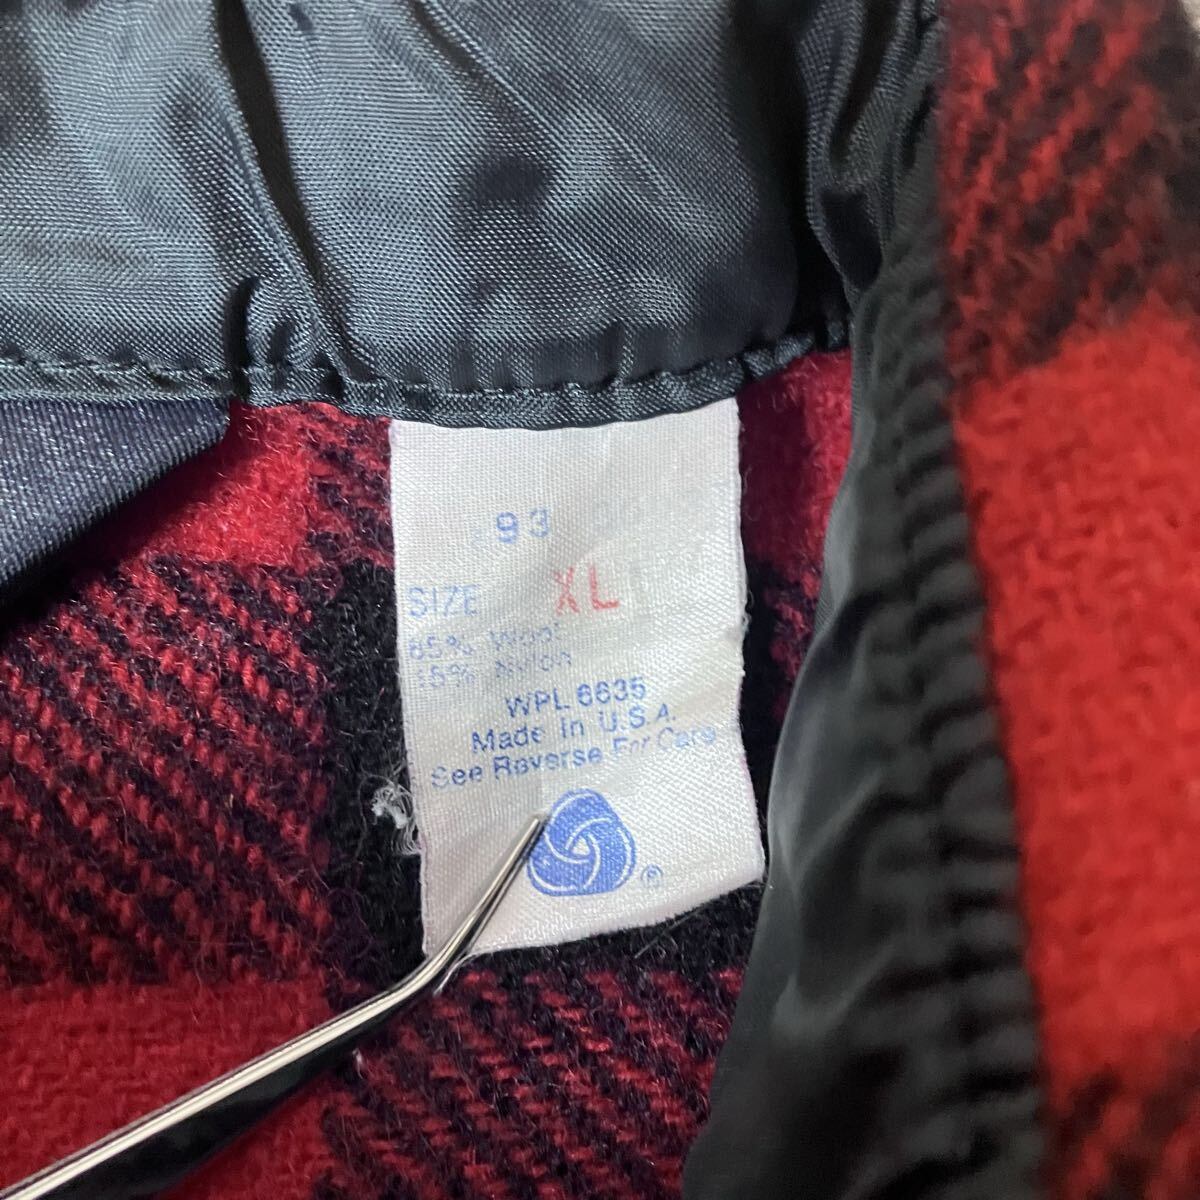 93
SIZE XL
85% Wool
15% Nylon
WPL 6635
Made In U.S.A.
See Reverse For Care
®